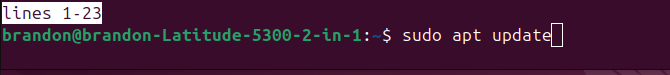 lines 1-23
brandon@brandon-Latitude-5300-2-in-1:~$ sudo apt update